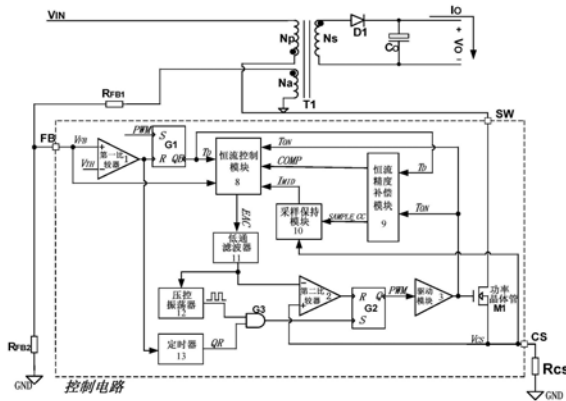 VIN
Np
Ns
D1
Co
IO
+
VO
-
Na
T1
RFB1
SW
FB
VFB
VTH
第一比较器 1
PWM
S
G1
R QB
TD
恒流控制模块 8
TON
COMP
IMID
恒流精度补偿模块 9
TD
TON
采样保持模块 10
SAMPLE_CC
EAC
低通滤波器 11
压控振荡器 12
G3
第二比较器 2
R Q
G2
S
PWM
驱动模块 3
功率晶体管
M1
定时器 13
QR
VCS
CS
RFB2
Rcs
GND
控制电路
GND